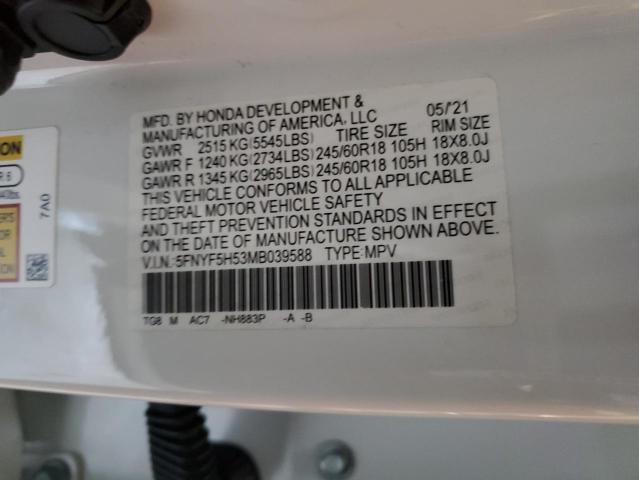 MFD. BY HONDA DEVELOPMENT &
MANUFACTURING OF AMERICA, LLC 05/'21
GVWR 2515 KG(5545LBS) TIRE SIZE RIM SIZE
GAWR F 1240 KG(2734LBS) 245/60R18 105H 18X8.0J
GAWR R 1345 KG(2965LBS) 245/60R18 105H 18X8.0J
THIS VEHICLE CONFORMS TO ALL APPLICABLE
FEDERAL MOTOR VEHICLE SAFETY
AND THEFT PREVENTION STANDARDS IN EFFECT
ON THE DATE OF MANUFACTURE SHOWN ABOVE.
V.I.N.:5FNYF5H53MB039588 TYPE:MPV
TG8 M AC7 -NH883P -A -B
7A0